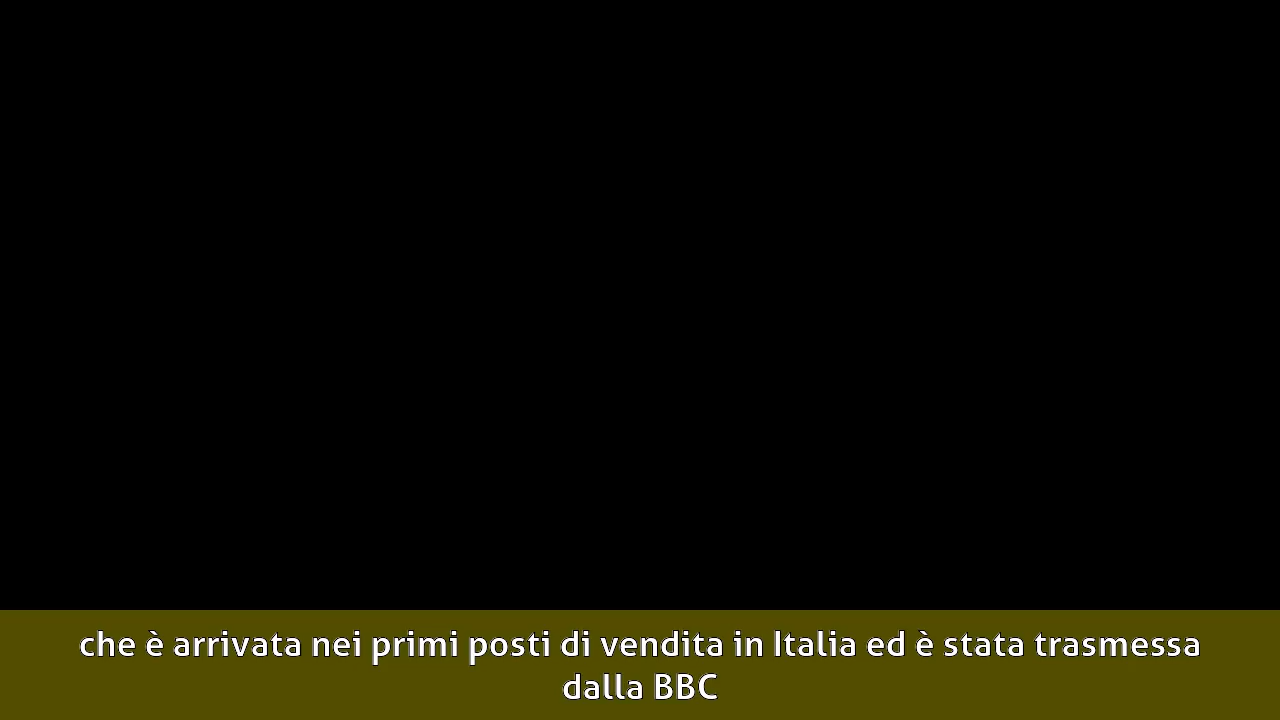 che è arrivata nei primi posti di vendita in Italia ed è stata trasmessa
dalla BBC